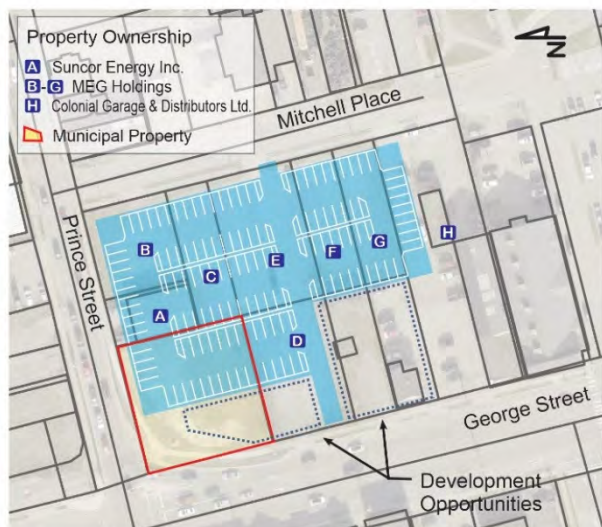 Property Ownership
A Suncor Energy Inc.
B-G MEG Holdings
H Colonial Garage & Distributors Ltd.
Municipal Property
N
Mitchell Place
Prince Street
B
C
E
F
G
H
A
D
George Street
Development
Opportunities